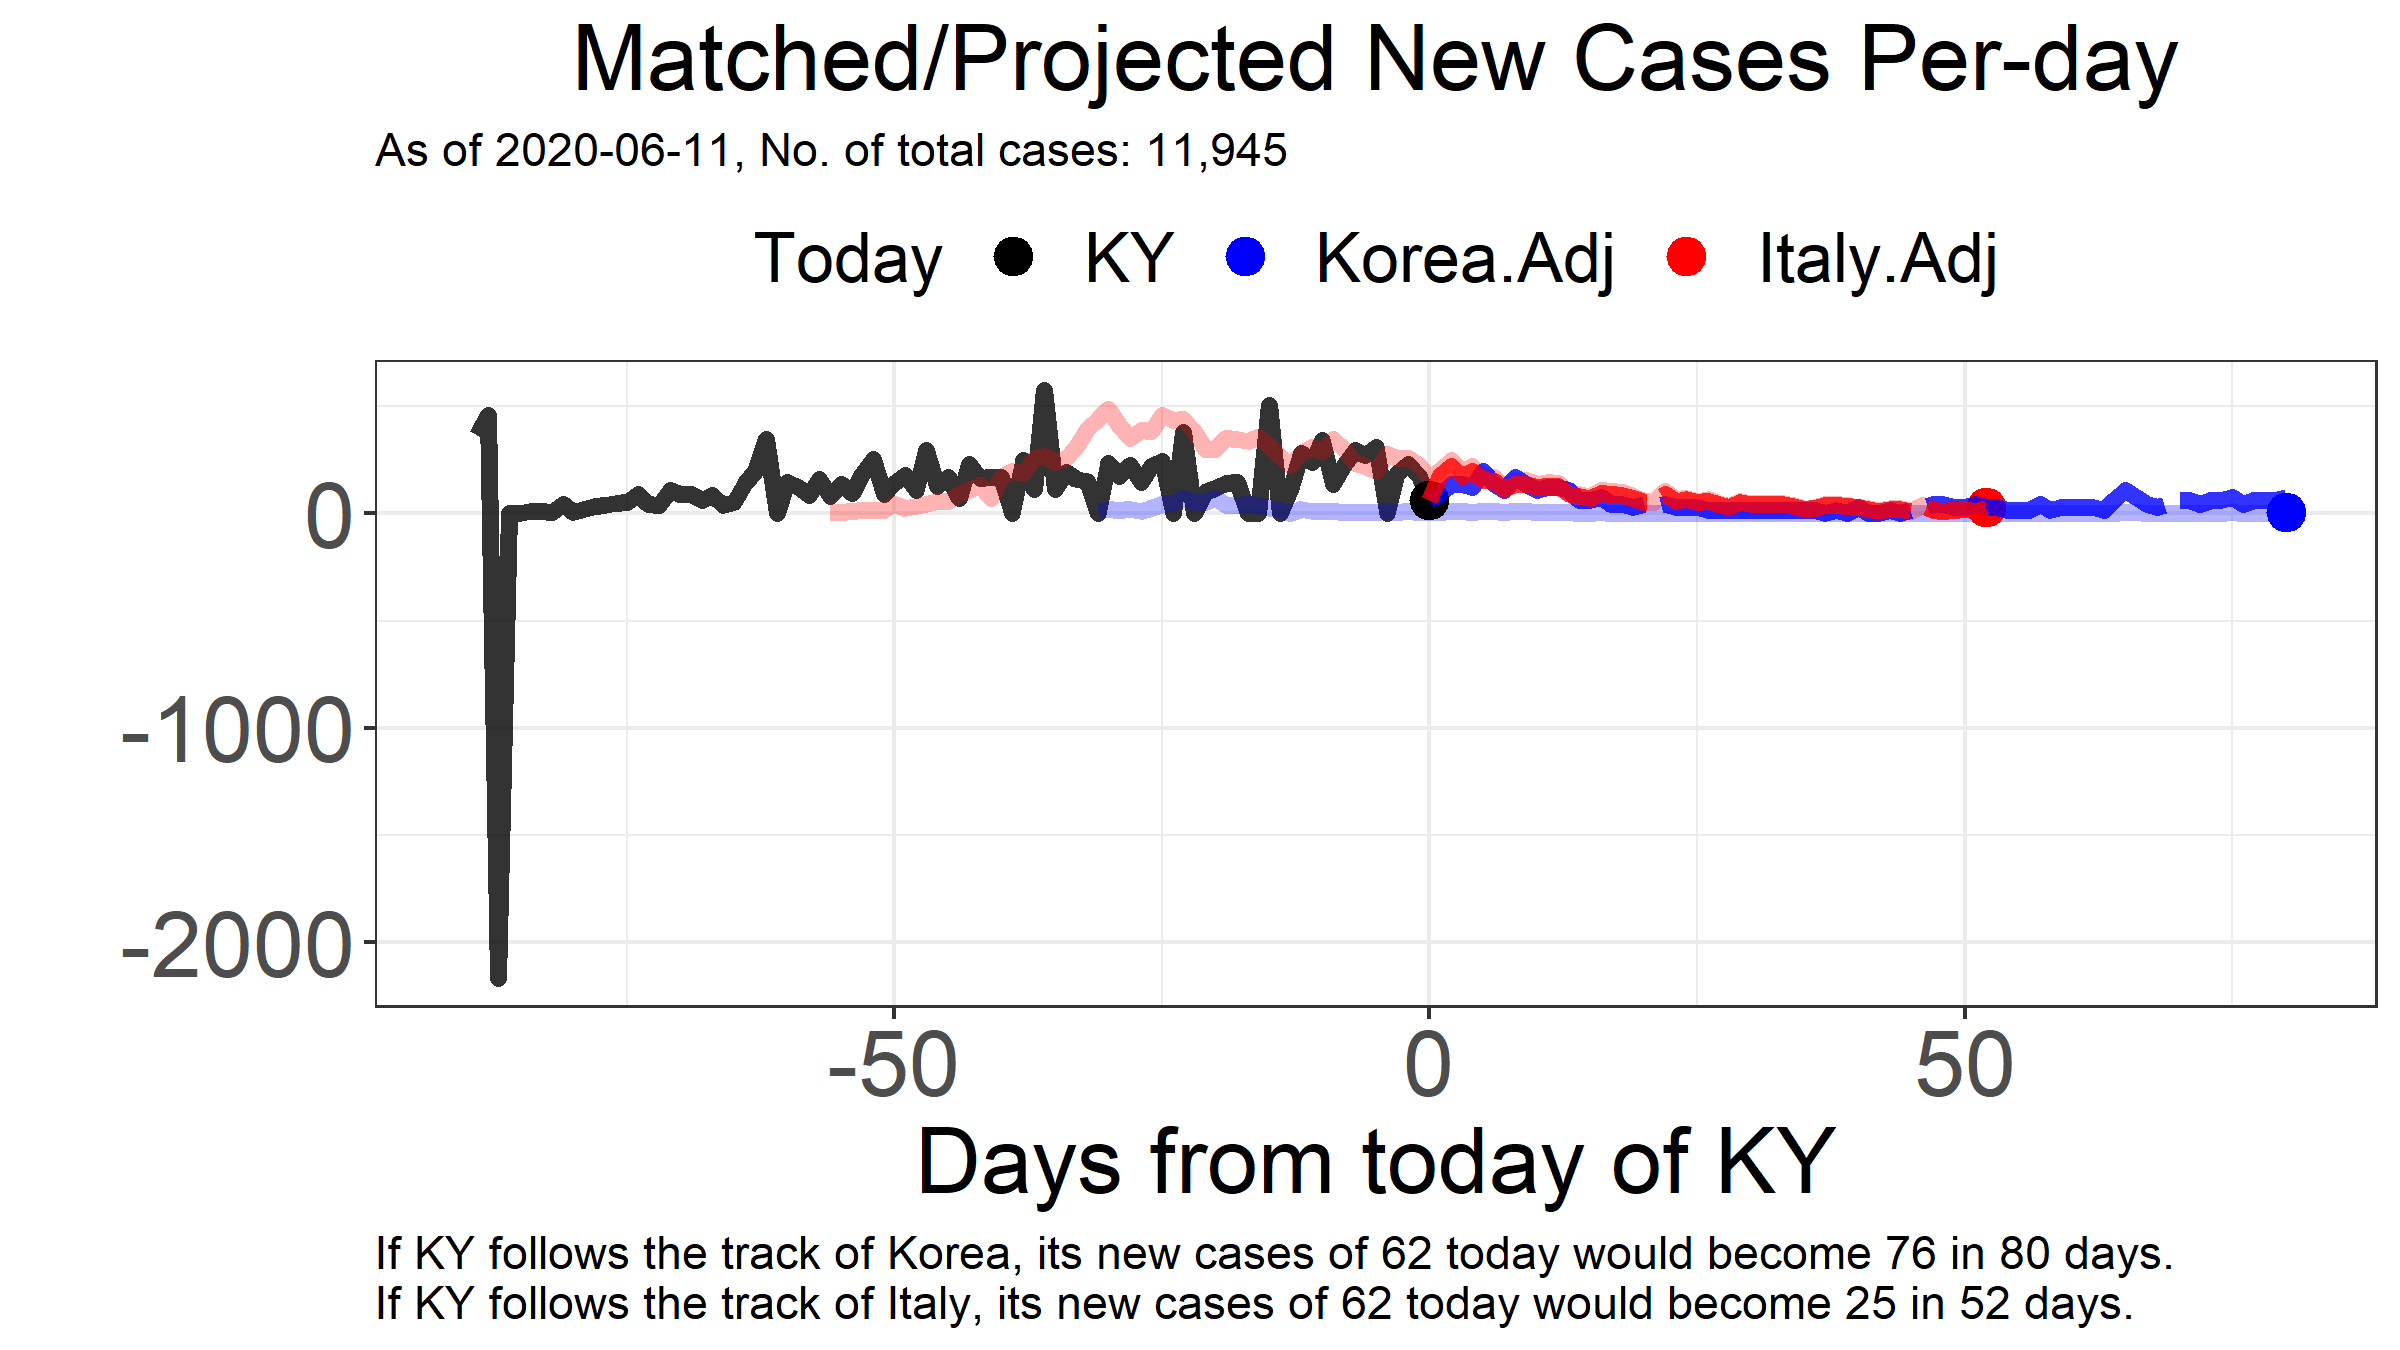 Matched/Projected New Cases Per-day
As of 2020-06-11, No. of total cases: 11,945
Today KY Korea.Adj Italy.Adj
0
-1000
-2000
-50 0 50
Days from today of KY
If KY follows the track of Korea, its new cases of 62 today would become 76 in 80 days.
If KY follows the track of Italy, its new cases of 62 today would become 25 in 52 days.